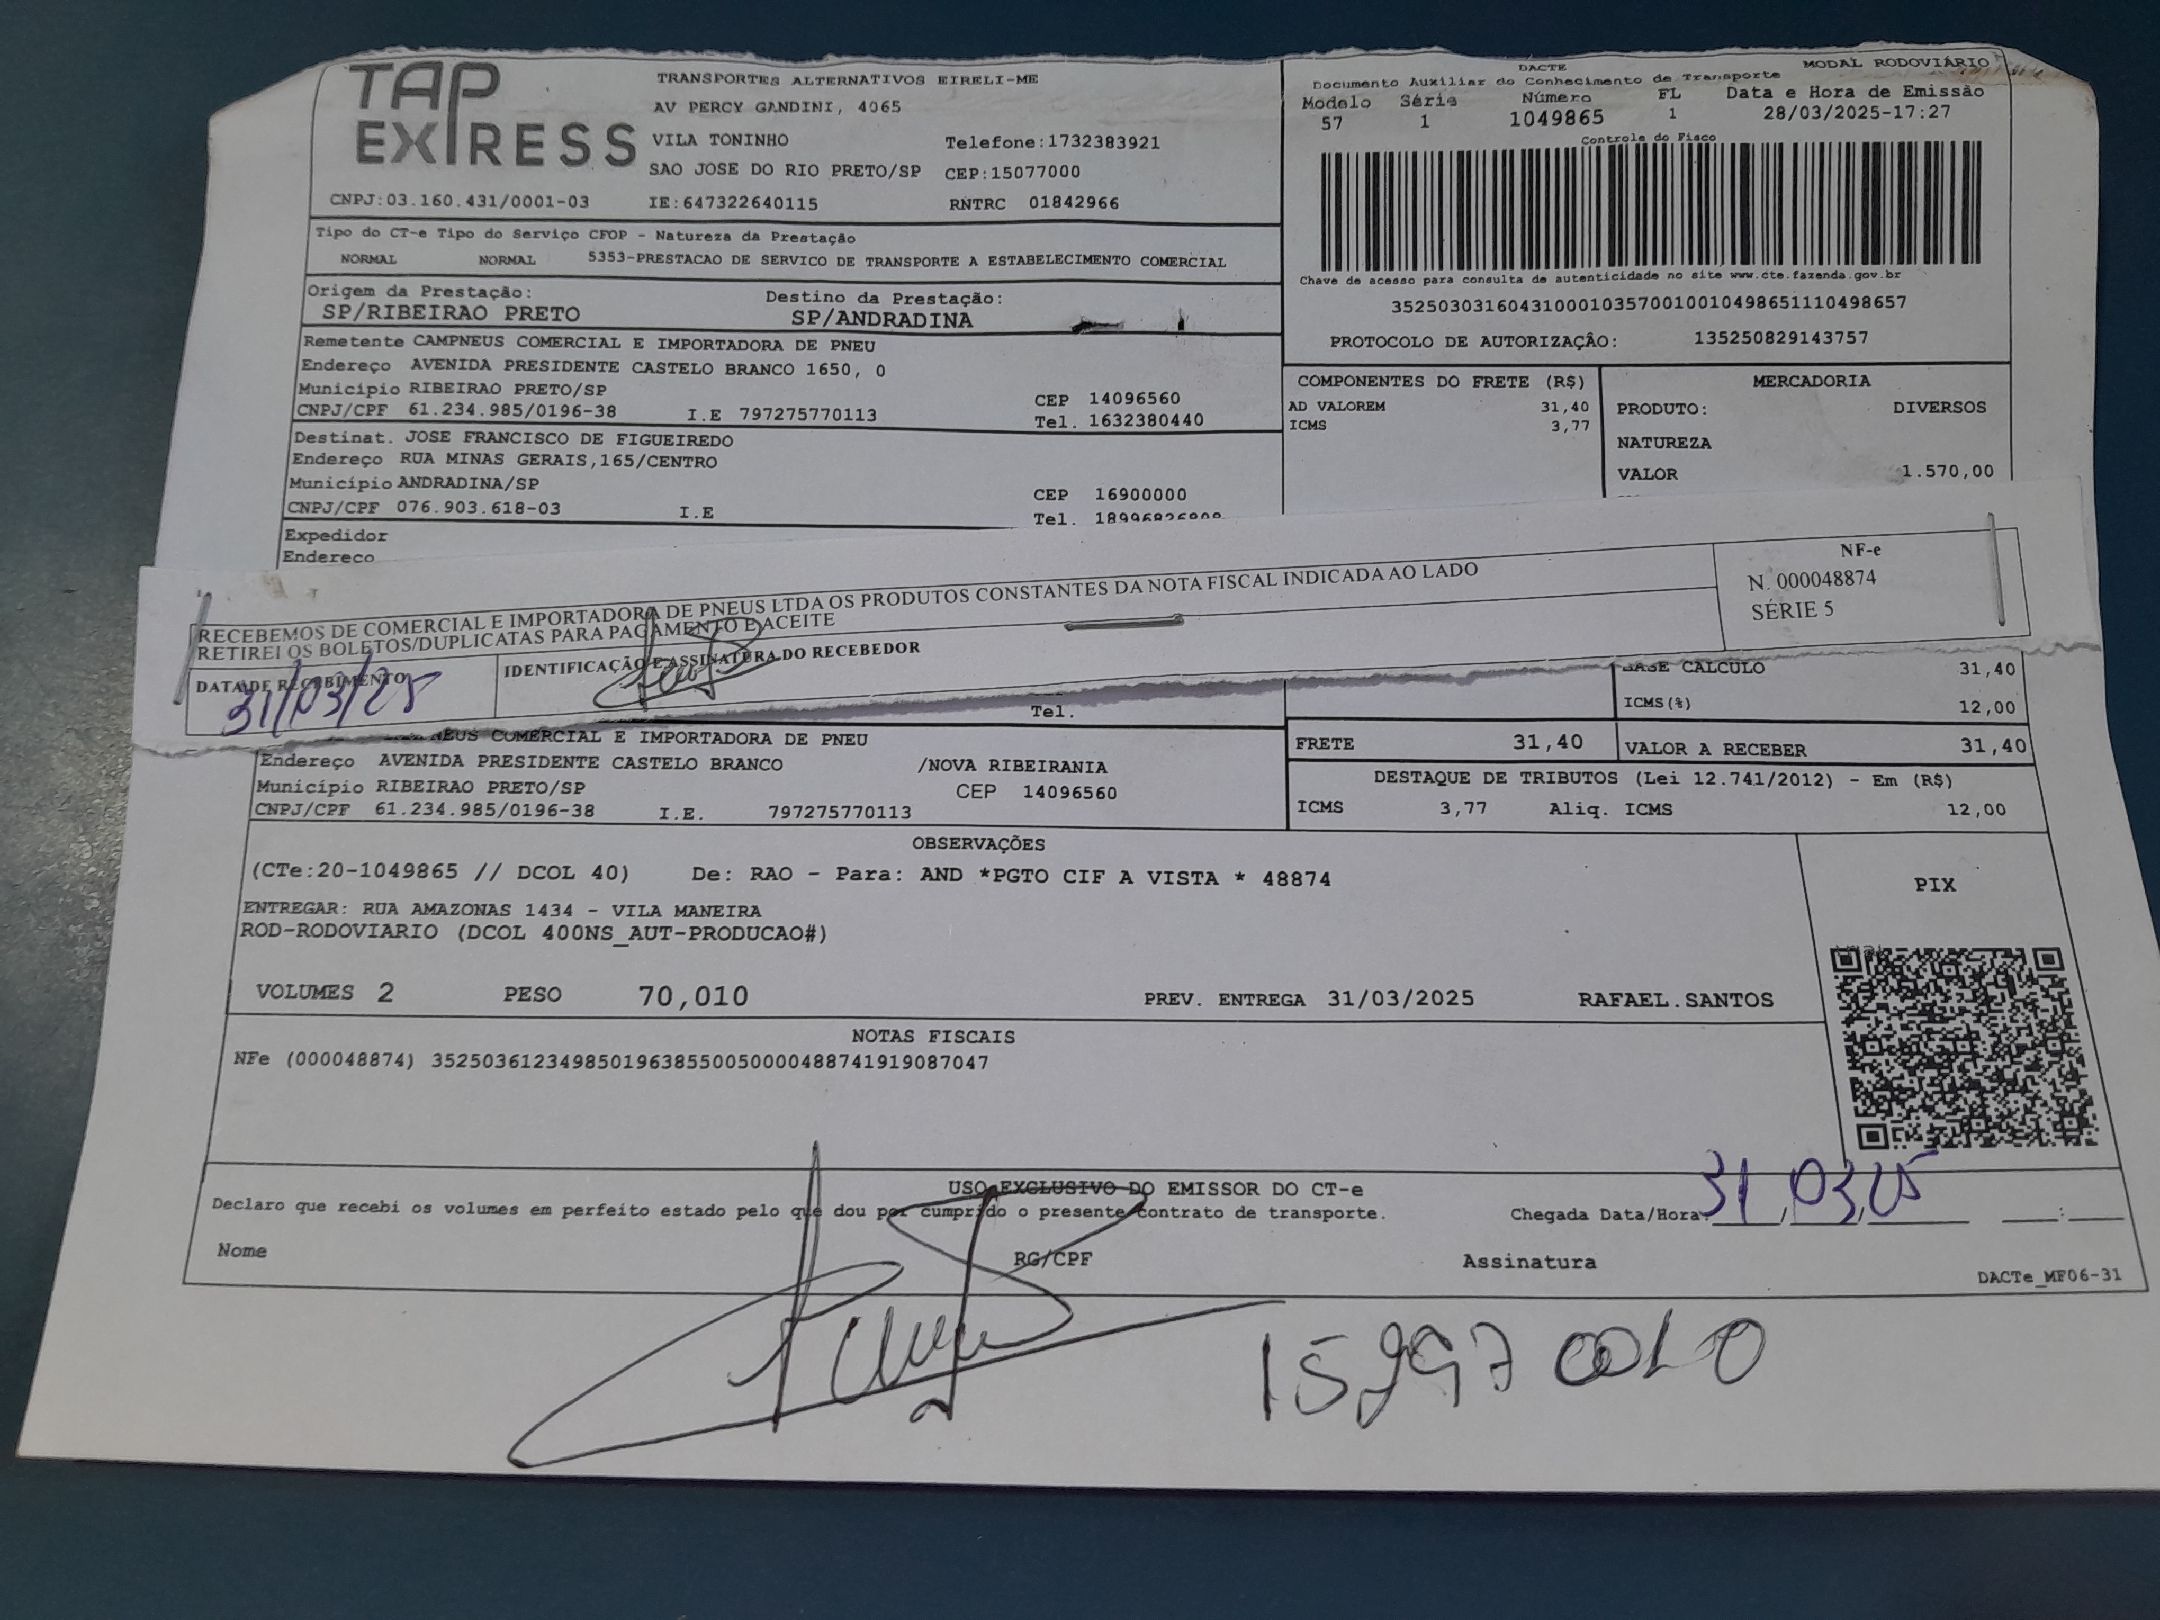 TAP EXPRESS
TRANSPORTES ALTERNATIVOS EIRELI-ME
AV PERCY GANDINI, 4065
VILA TONINHO Telefone:1732383921
SAO JOSE DO RIO PRETO/SP CEP:15077000
CNPJ:03.160.431/0001-03 IE:647322640115 RNTRC 01842966
DACTE MODAL RODOVIÁRIO
Documento Auxiliar do Conhecimento de Transporte
Modelo Série Número FL Data e Hora de Emissão
57 1 1049865 1 28/03/2025-17:27
Controle do Fisco
Chave de acesso para consulta de autenticidade no site www.cte.fazenda.gov.br
35250303160431000103570010010498651110498657
PROTOCOLO DE AUTORIZAÇÂO: 135250829143757
Tipo do CT-e Tipo do Serviço CFOP - Natureza da Prestação
NORMAL NORMAL 5353-PRESTACAO DE SERVICO DE TRANSPORTE A ESTABELECIMENTO COMERCIAL
Origem da Prestação: Destino da Prestação:
SP/RIBEIRAO PRETO SP/ANDRADINA
Remetente CAMPNEUS COMERCIAL E IMPORTADORA DE PNEU
Endereço AVENIDA PRESIDENTE CASTELO BRANCO 1650, 0
Município RIBEIRAO PRETO/SP CEP 14096560
CNPJ/CPF 61.234.985/0196-38 I.E 797275770113 Tel. 1632380440
Destinat. JOSE FRANCISCO DE FIGUEIREDO
Endereço RUA MINAS GERAIS,165/CENTRO
Município ANDRADINA/SP CEP 16900000
CNPJ/CPF 076.903.618-03 I.E Tel.
Expedidor
Endereco
COMPONENTES DO FRETE (R$)
AD VALOREM 31,40
ICMS 3,77
MERCADORIA
PRODUTO: DIVERSOS
NATUREZA
VALOR 1.570,00
RECEBEMOS DE COMERCIAL E IMPORTADORA DE PNEUS LTDA OS PRODUTOS CONSTANTES DA NOTA FISCAL INDICADA AO LADO
RETIREI OS BOLETOS/DUPLICATAS PARA PAGAMENTO E ACEITE
DATA DE RECEBIMENTO IDENTIFICAÇÃO E ASSINATURA DO RECEBEDOR
31/03/25
NF-e
N. 000048874
SÉRIE 5
Tel.
BASE CALCULO 31,40
ICMS(%) 12,00
FRETE 31,40 VALOR A RECEBER 31,40
NEUS COMERCIAL E IMPORTADORA DE PNEU
Endereço AVENIDA PRESIDENTE CASTELO BRANCO /NOVA RIBEIRANIA
Município RIBEIRAO PRETO/SP CEP 14096560
CNPJ/CPF 61.234.985/0196-38 I.E. 797275770113
DESTAQUE DE TRIBUTOS (Lei 12.741/2012) - Em (R$)
ICMS 3,77 Aliq. ICMS 12,00
OBSERVAÇÕES
(CTe:20-1049865 // DCOL 40) De: RAO - Para: AND *PGTO CIF A VISTA * 48874
ENTREGAR: RUA AMAZONAS 1434 - VILA MANEIRA
ROD-RODOVIARIO (DCOL 400NS_AUT-PRODUCAO#)
PIX
VOLUMES 2 PESO 70,010 PREV. ENTREGA 31/03/2025 RAFAEL.SANTOS
NOTAS FISCAIS
NFe (000048874) 35250361234985019638550050000488741919087047
USO EXCLUSIVO DO EMISSOR DO CT-e
Declaro que recebi os volumes em perfeito estado pelo que dou por cumprido o presente contrato de transporte. Chegada Data/Hora: 31/03/25 :
Nome RG/CPF Assinatura
DACTe_MF06-31